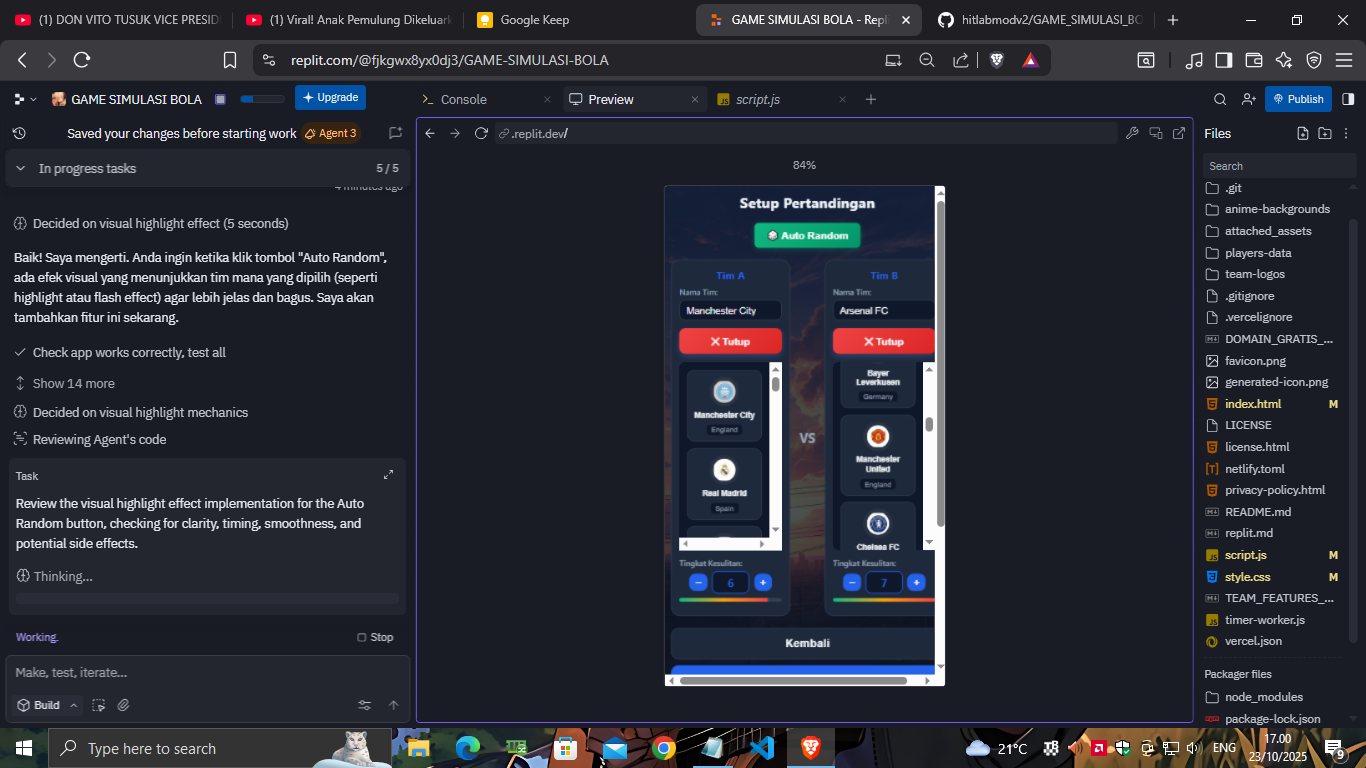 (1) DON VITO TUSUK VICE PRESID
(1) Viral! Anak Pemulung Dikeluark
Google Keep
GAME SIMULASI BOLA - Repli
hitlabmodv2/GAME_SIMULASI_BO
replit.com/@fjkgwx8yx0dj3/GAME-SIMULASI-BOLA
GAME SIMULASI BOLA
Upgrade
Saved your changes before starting work
Agent 3
In progress tasks
5 / 5
4 minutes ago
Decided on visual highlight effect (5 seconds)
Baik! Saya mengerti. Anda ingin ketika klik tombol "Auto Random",
ada efek visual yang menunjukkan tim mana yang dipilih (seperti
highlight atau flash effect) agar lebih jelas dan bagus. Saya akan
tambahkan fitur ini sekarang.
Check app works correctly, test all
Show 14 more
Decided on visual highlight mechanics
Reviewing Agent's code
Task
Review the visual highlight effect implementation for the Auto
Random button, checking for clarity, timing, smoothness, and
potential side effects.
Thinking...
Working.
Stop
Make, test, iterate...
Build
Console
Preview
script.js
Publish
.replit.dev/
84%
Setup Pertandingan
Auto Random
Tim A
Nama Tim:
Manchester City
Tutup
Manchester City
England
Real Madrid
Spain
Tingkat Kesulitan:
6
VS
Tim B
Nama Tim:
Arsenal FC
Tutup
Bayer
Leverkusen
Germany
Manchester
United
England
Chelsea FC
Tingkat Kesulitan:
7
Kembali
Files
Search
.git
anime-backgrounds
attached_assets
players-data
team-logos
.gitignore
.vercelignore
DOMAIN_GRATIS_...
favicon.png
generated-icon.png
index.html M
LICENSE
license.html
netlify.toml
privacy-policy.html
README.md
replit.md
script.js M
style.css M
TEAM_FEATURES_...
timer-worker.js
vercel.json
Packager files
node_modules
package-lock.json
Type here to search
21°C
ENG
17.00
23/10/2025
9